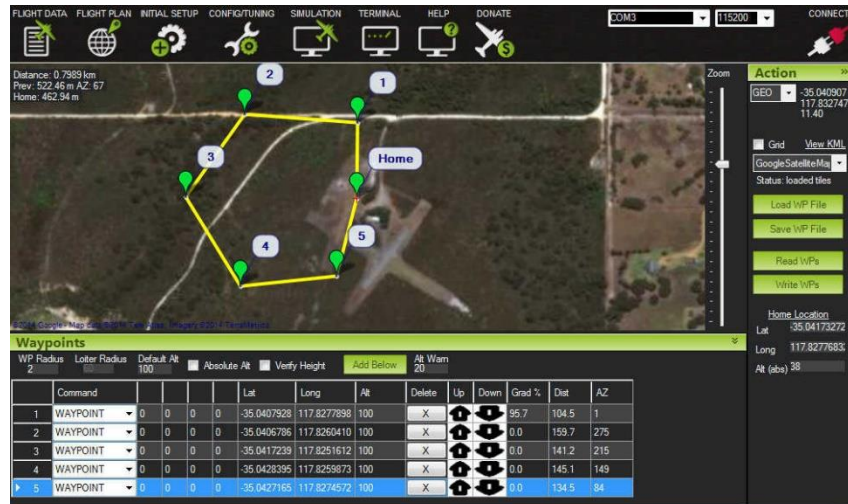 FLIGHT DATA FLIGHT PLAN INITIAL SETUP CONFIG/TUNING SIMULATION TERMINAL HELP DONATE COM3 115200 CONNECT
Distance: 0.7989 km
Prev: 522.46 m AZ: 67
Home: 462.94 m
2
1
3
Home
5
4
Zoom
Action
GEO -35.040907
117.832747
11.40
Grid View KML
GoogleSatelliteMap
Status: loaded tiles
Load WP File
Save WP File
Read WPs
Write WPs
Home Location
Lat -35.04173272
Long 117.8277683
Alt (abs) 38
Waypoints
WP Radius Loiter Radius Default Alt Alt Warn
2 100 Absolute Alt Verify Height Add Below 20
Command Lat Long Alt Delete Up Down Grad % Dist AZ
1 WAYPOINT 0 0 0 0 -35.0407928 117.8277898 100 X 95.7 104.5 1
2 WAYPOINT 0 0 0 0 -35.0406786 117.8260410 100 X 0.0 159.7 275
3 WAYPOINT 0 0 0 0 -35.0417239 117.8251612 100 X 0.0 141.2 215
4 WAYPOINT 0 0 0 0 -35.0428395 117.8259873 100 X 0.0 145.1 149
5 WAYPOINT 0 0 0 0 -35.0427165 117.8274572 100 X 0.0 134.5 84